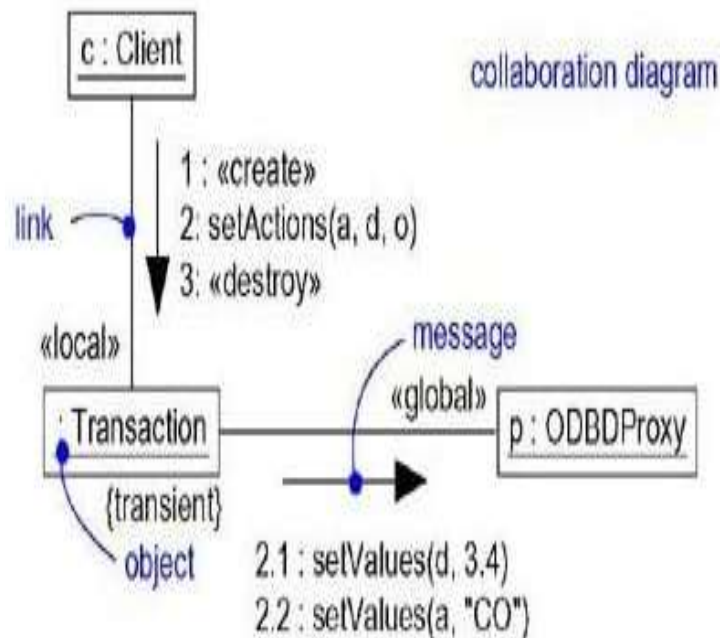 c : Client
collaboration diagram
1 : «create»
link
2: setActions(a, d, o)
3: «destroy»
«local»
message
«global»
: Transaction
p : ODBDProxy
{transient}
object
2.1 : setValues(d, 3.4)
2.2 : setValues(a, "CO")